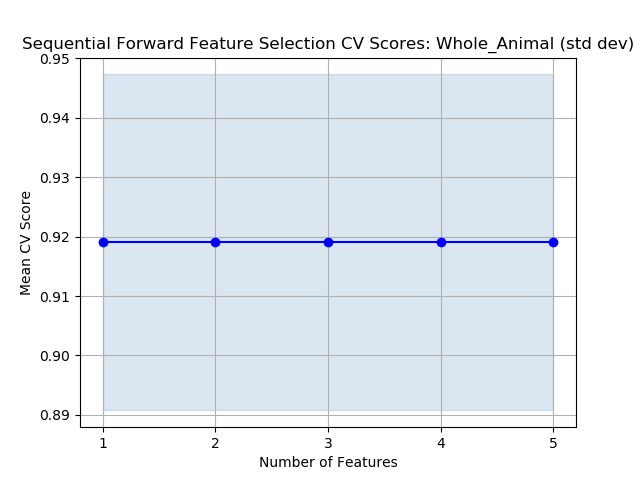 Sequential Forward Feature Selection CV Scores: Whole_Animal (std dev)
0.95
0.94
0.93
0.92
0.91
0.90
0.89
Mean CV Score
1 2 3 4 5
Number of Features